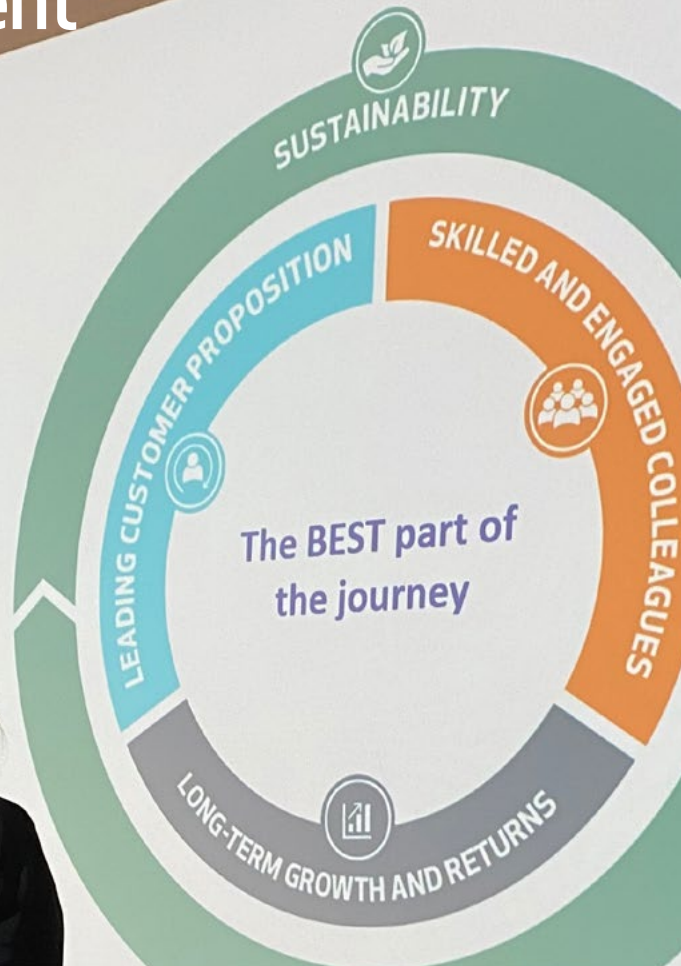 SUSTAINABILITY
LEADING CUSTOMER PROPOSITION
SKILLED AND ENGAGED COLLEAGUES
The BEST part of
the journey
LONG-TERM GROWTH AND RETURNS